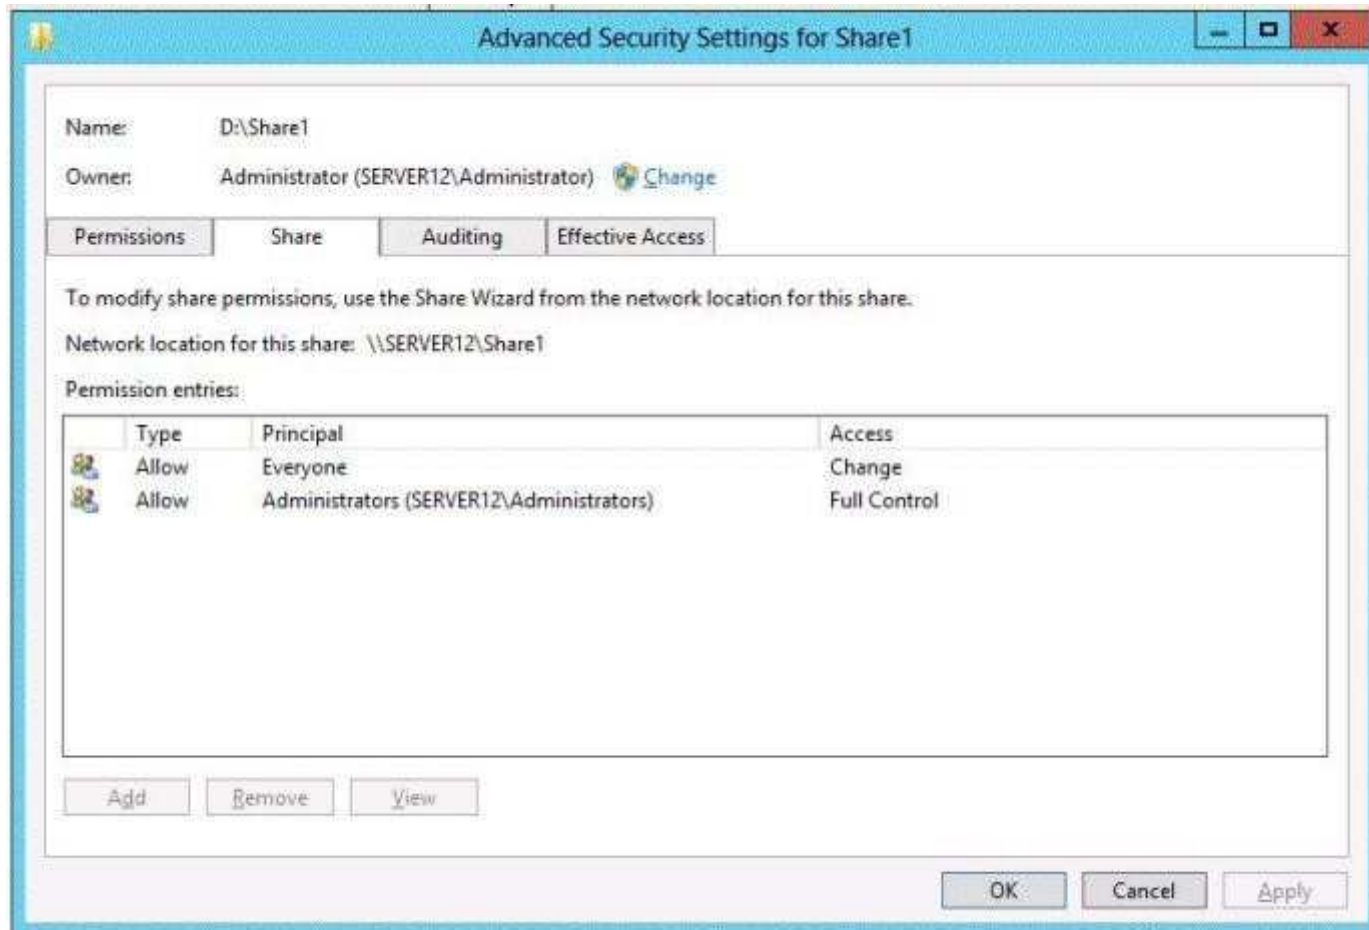 Advanced Security Settings for Share1
Name: D:\Share1
Owner: Administrator (SERVER12\Administrator) Change
Permissions Share Auditing Effective Access
To modify share permissions, use the Share Wizard from the network location for this share.
Network location for this share: \\SERVER12\Share1
Permission entries:
Type Principal Access
Allow Everyone Change
Allow Administrators (SERVER12\Administrators) Full Control
Add Remove View
OK Cancel Apply